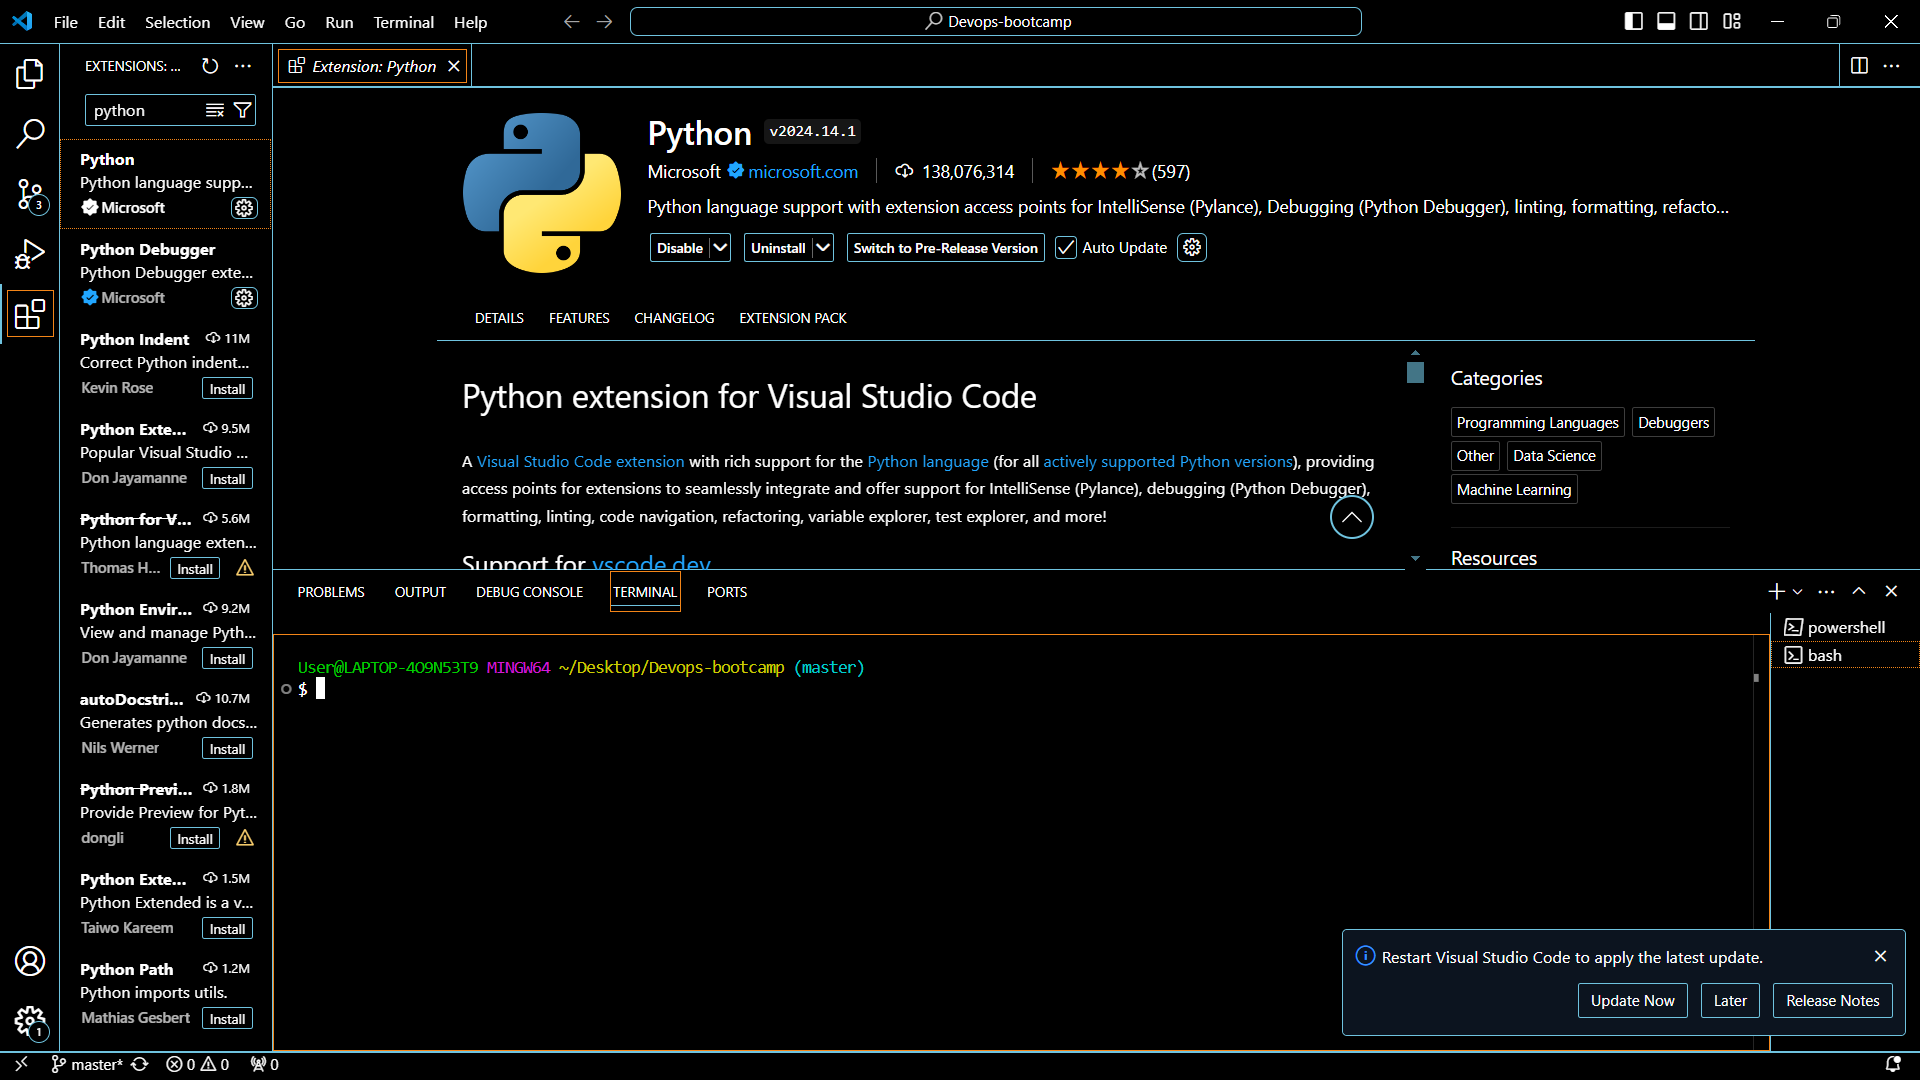 File Edit Selection View Go Run Terminal Help
Devops-bootcamp
EXTENSIONS: ...
python
Python
Python language supp...
Microsoft
Python Debugger
Python Debugger exte...
Microsoft
Python Indent 11M
Correct Python indent...
Kevin Rose Install
Python Exte... 9.5M
Popular Visual Studio ...
Don Jayamanne Install
Python for V... 5.6M
Python language exten...
Thomas H... Install
Python Envir... 9.2M
View and manage Pyth...
Don Jayamanne Install
autoDocstri... 10.7M
Generates python docs...
Nils Werner Install
Python Previ... 1.8M
Provide Preview for Pyt...
dongli Install
Python Exte... 1.5M
Python Extended is a v...
Taiwo Kareem Install
Python Path 1.2M
Python imports utils.
Mathias Gesbert Install
3
1
Extension: Python
Python v2024.14.1
Microsoft microsoft.com 138,076,314 (597)
Python language support with extension access points for IntelliSense (Pylance), Debugging (Python Debugger), linting, formatting, refacto...
Disable Uninstall Switch to Pre-Release Version Auto Update
DETAILS FEATURES CHANGELOG EXTENSION PACK
Python extension for Visual Studio Code
A Visual Studio Code extension with rich support for the Python language (for all actively supported Python versions), providing
access points for extensions to seamlessly integrate and offer support for IntelliSense (Pylance), debugging (Python Debugger),
formatting, linting, code navigation, refactoring, variable explorer, test explorer, and more!
Support for vscode.dev
Categories
Programming Languages Debuggers
Other Data Science
Machine Learning
Resources
PROBLEMS OUTPUT DEBUG CONSOLE TERMINAL PORTS
User@LAPTOP-4O9N53T9 MINGW64 ~/Desktop/Devops-bootcamp (master)
$
powershell
bash
Restart Visual Studio Code to apply the latest update.
Update Now Later Release Notes
master* 0 0 0